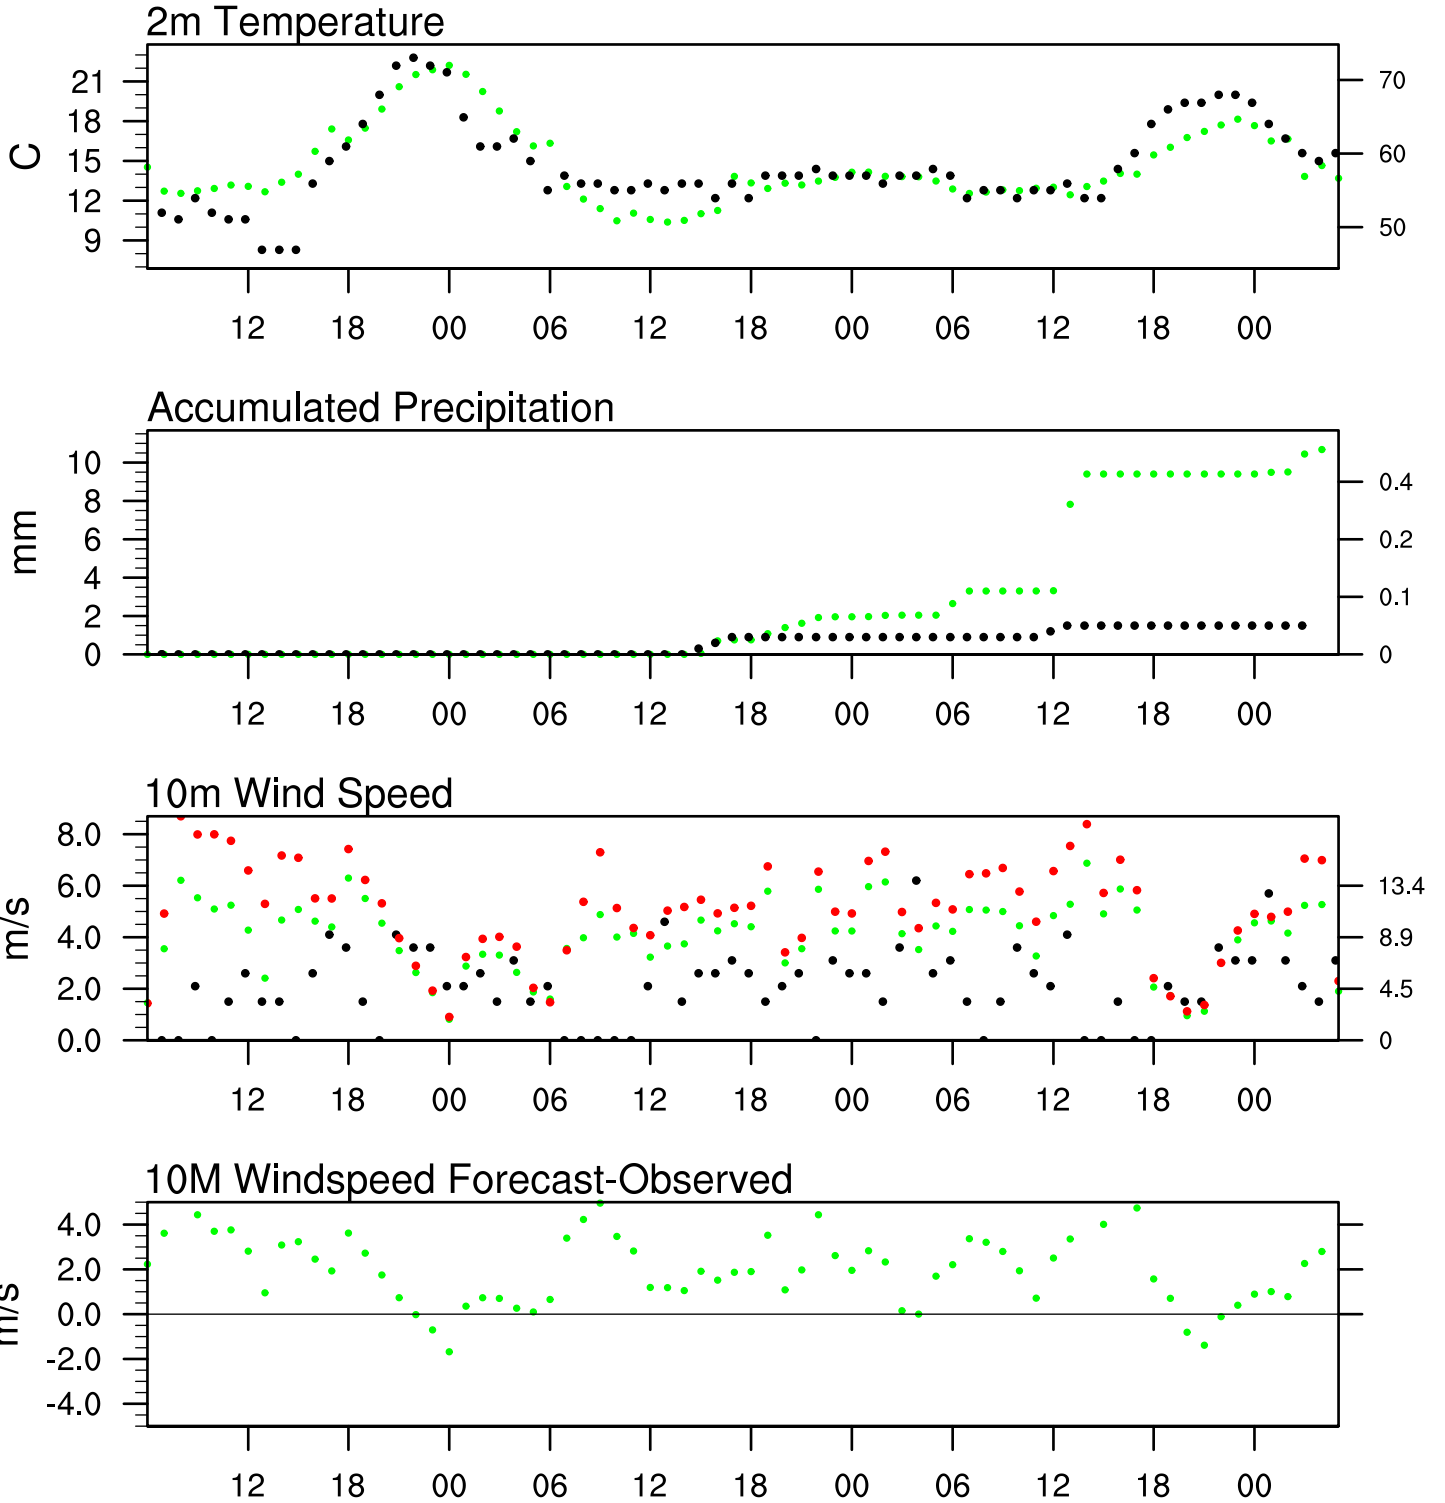 2m Temperature
21
18
15
12
9
C
70
60
50
12 18 00 06 12 18 00 06 12 18 00
Accumulated Precipitation
10
8
6
4
2
0
mm
0.4
0.2
0.1
0
12 18 00 06 12 18 00 06 12 18 00
10m Wind Speed
8.0
6.0
4.0
2.0
0.0
m/s
13.4
8.9
4.5
0
12 18 00 06 12 18 00 06 12 18 00
10M Windspeed Forecast-Observed
4.0
2.0
0.0
-2.0
-4.0
m/s
12 18 00 06 12 18 00 06 12 18 00